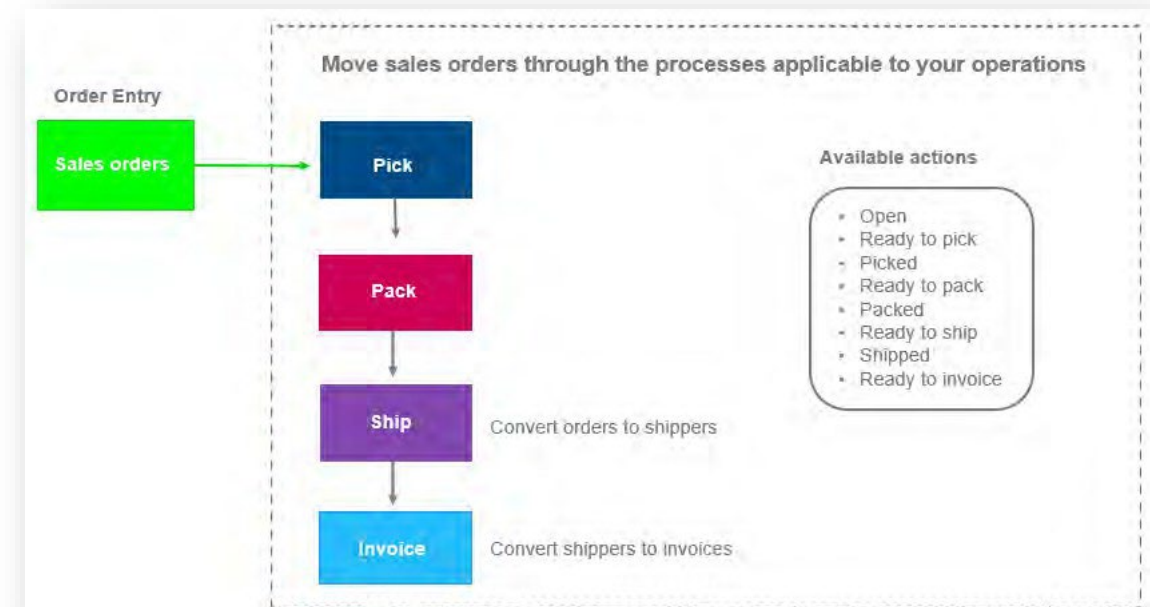 Move sales orders through the processes applicable to your operations
Order Entry
Sales orders
Pick
Pack
Ship
Convert orders to shippers
Invoice
Convert shippers to invoices
Available actions
• Open
• Ready to pick
• Picked
• Ready to pack
• Packed
• Ready to ship
• Shipped
• Ready to invoice